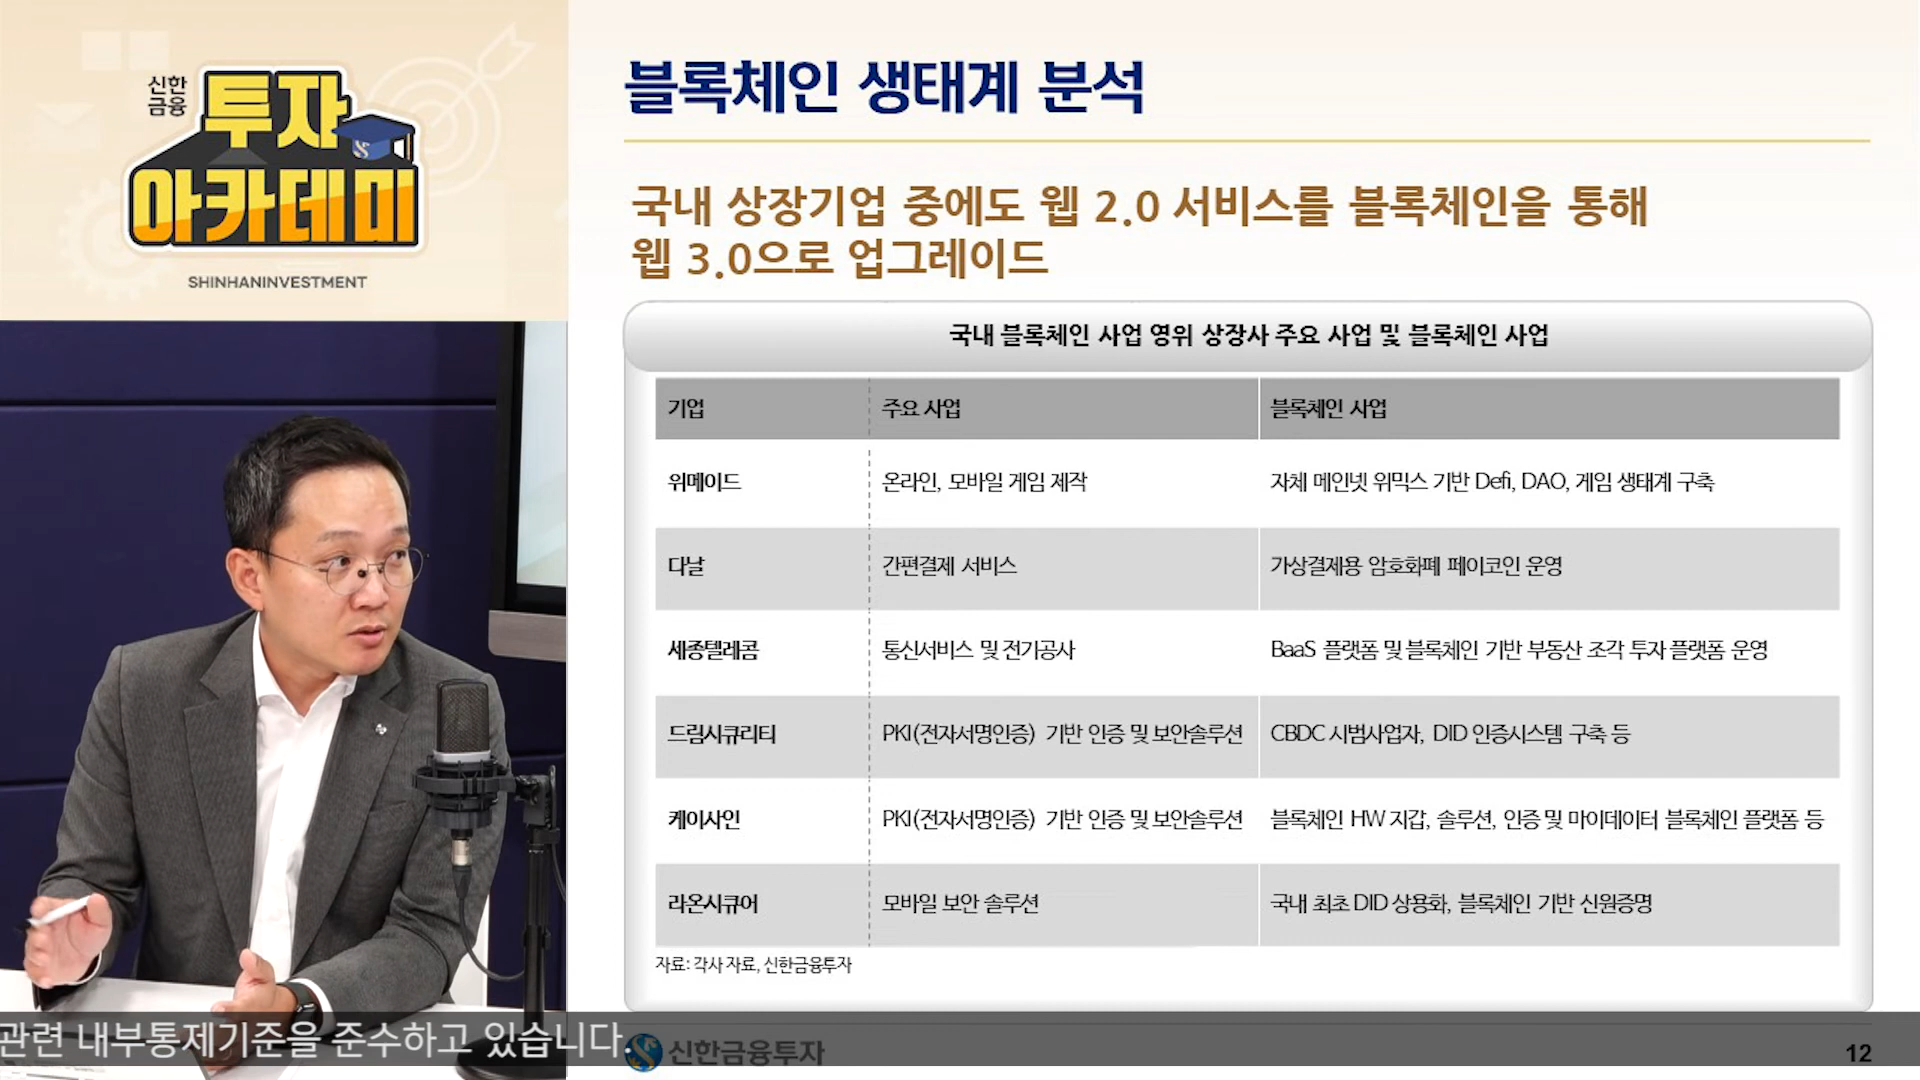 신한
금융
투자
아카데미
SHINHANINVESTMENT
블록체인 생태계 분석
국내 상장기업 중에도 웹 2.0 서비스를 블록체인을 통해
웹 3.0으로 업그레이드
국내 블록체인 사업 영위 상장사 주요 사업 및 블록체인 사업
기업 주요 사업 블록체인 사업
위메이드 온라인, 모바일 게임 제작 자체 메인넷 위믹스 기반 Defi, DAO, 게임 생태계 구축
다날 간편결제 서비스 가상결제용 암호화폐 페이코인 운영
세종텔레콤 통신서비스 및 전기공사 BaaS 플랫폼 및 블록체인 기반 부동산 조각 투자 플랫폼 운영
드림시큐리티 PKI(전자서명인증) 기반 인증 및 보안솔루션 CBDC 시범사업자, DID 인증시스템 구축 등
케이사인 PKI(전자서명인증) 기반 인증 및 보안솔루션 블록체인 HW 지갑, 솔루션, 인증 및 마이데이터 블록체인 플랫폼 등
라온시큐어 모바일 보안 솔루션 국내 최초 DID 상용화, 블록체인 기반 신원증명
자료: 각사 자료, 신한금융투자
관련 내부통제기준을 준수하고 있습니다.
신한금융투자
12